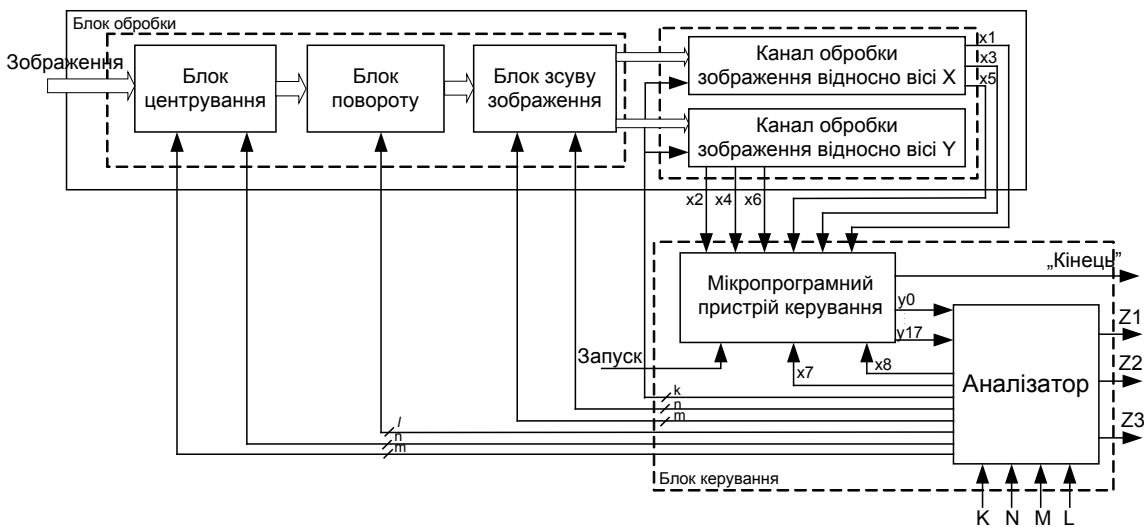 Блок обробки
Зображення
Блок
центрування
Блок
повороту
Блок зсуву
зображення
Канал обробки
зображення відносно вісі X
x1
x3
x5
Канал обробки
зображення відносно вісі Y
x2
x4
x6
Мікропрограмний
пристрій керування
„Кінець"
y0
y17
Запуск
x7
x8
Аналізатор
Z1
Z2
Z3
k
n
m
l
n
m
Блок керування
K
N
M
L